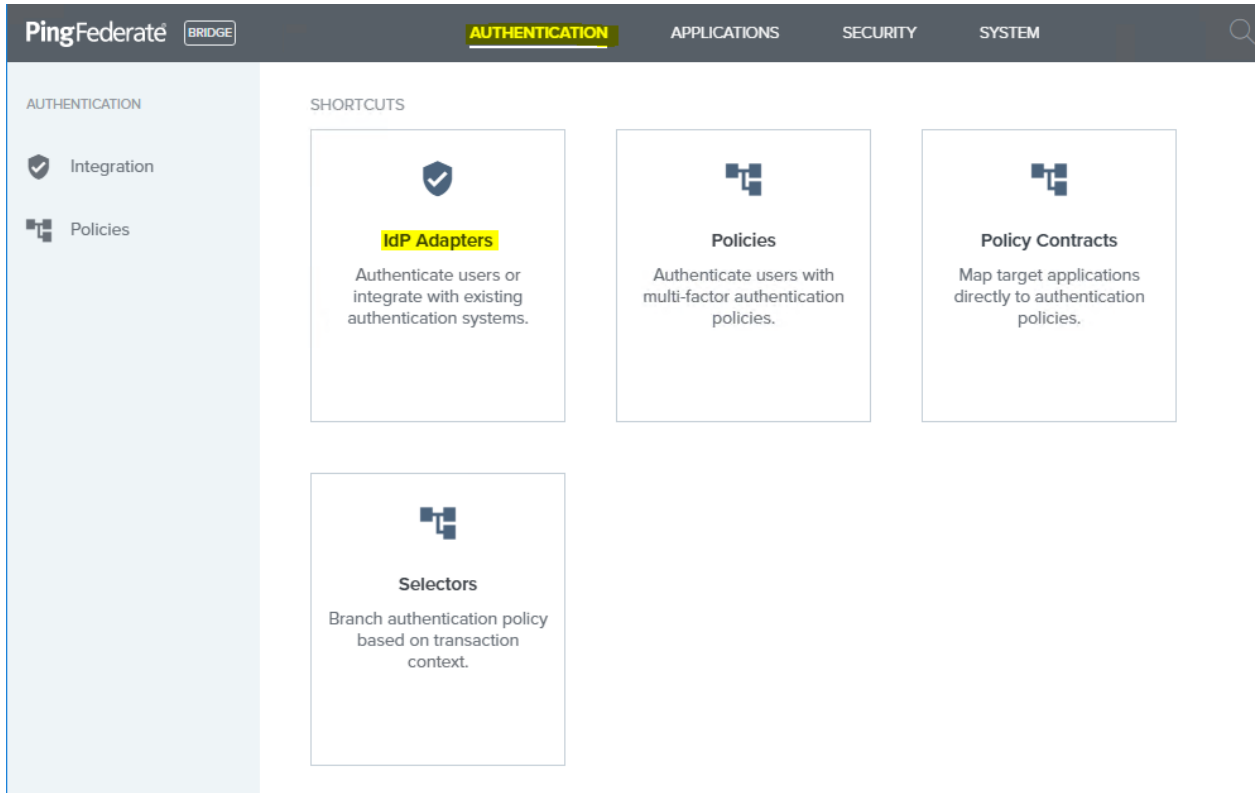 PingFederate BRIDGE AUTHENTICATION APPLICATIONS SECURITY SYSTEM
AUTHENTICATION
Integration
Policies
SHORTCUTS
IdP Adapters
Authenticate users or
integrate with existing
authentication systems.
Policies
Authenticate users with
multi-factor authentication
policies.
Policy Contracts
Map target applications
directly to authentication
policies.
Selectors
Branch authentication policy
based on transaction
context.